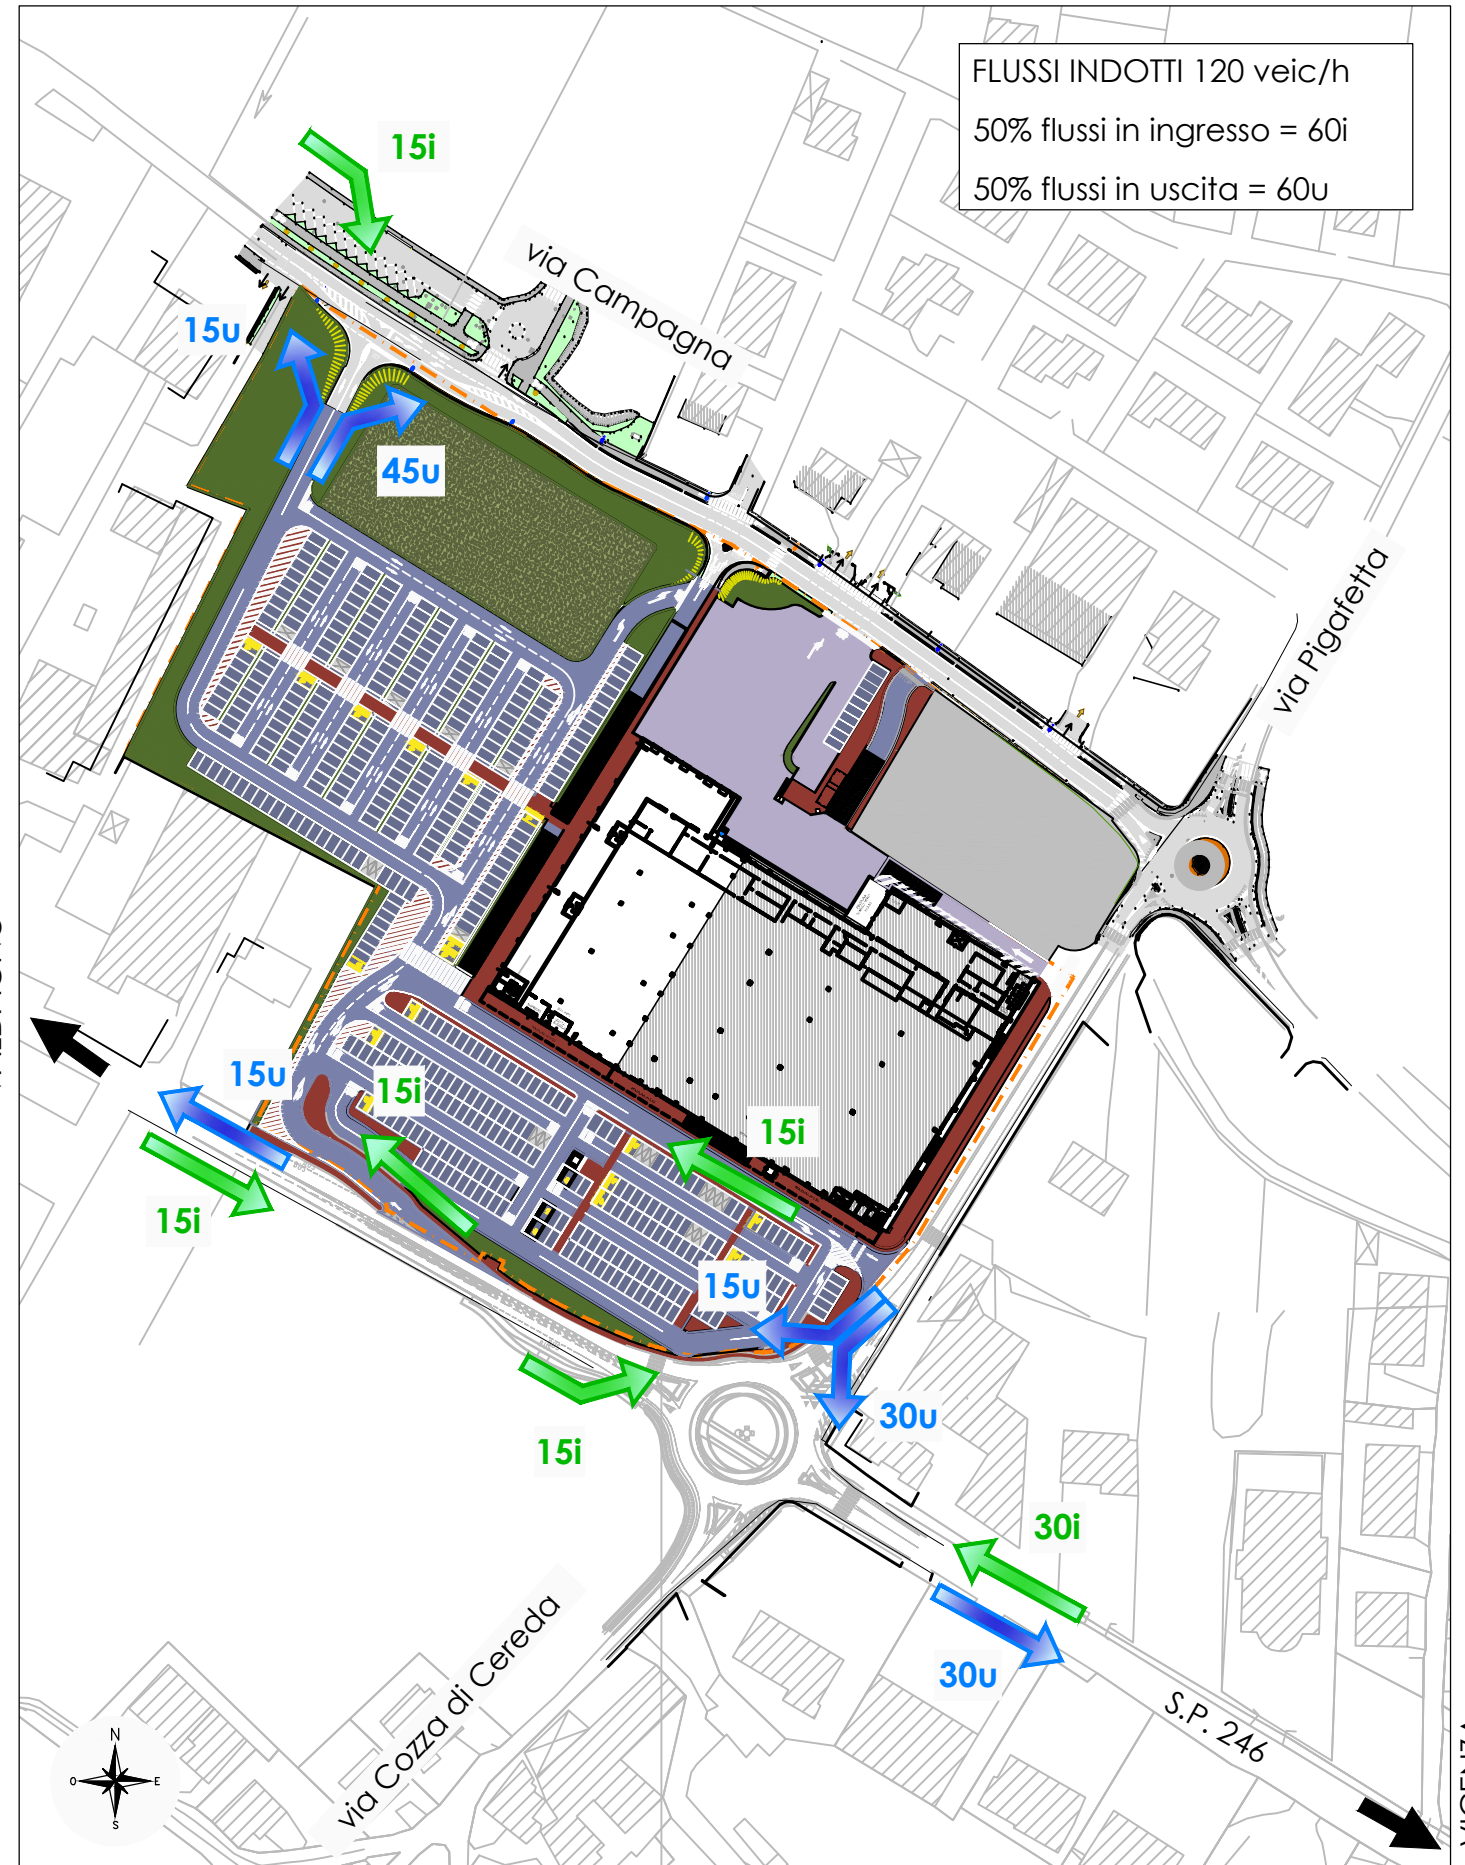 FLUSSI INDOTTI 120 veic/h
50% flussi in ingresso = 60i
50% flussi in uscita = 60u
15i
via Campagna
15u
45u
via Pigafetta
15u
15i
15i
15i
15u
30u
15i
30i
30u
via Cozza di Cereda
S.P. 246
N
O
E
S